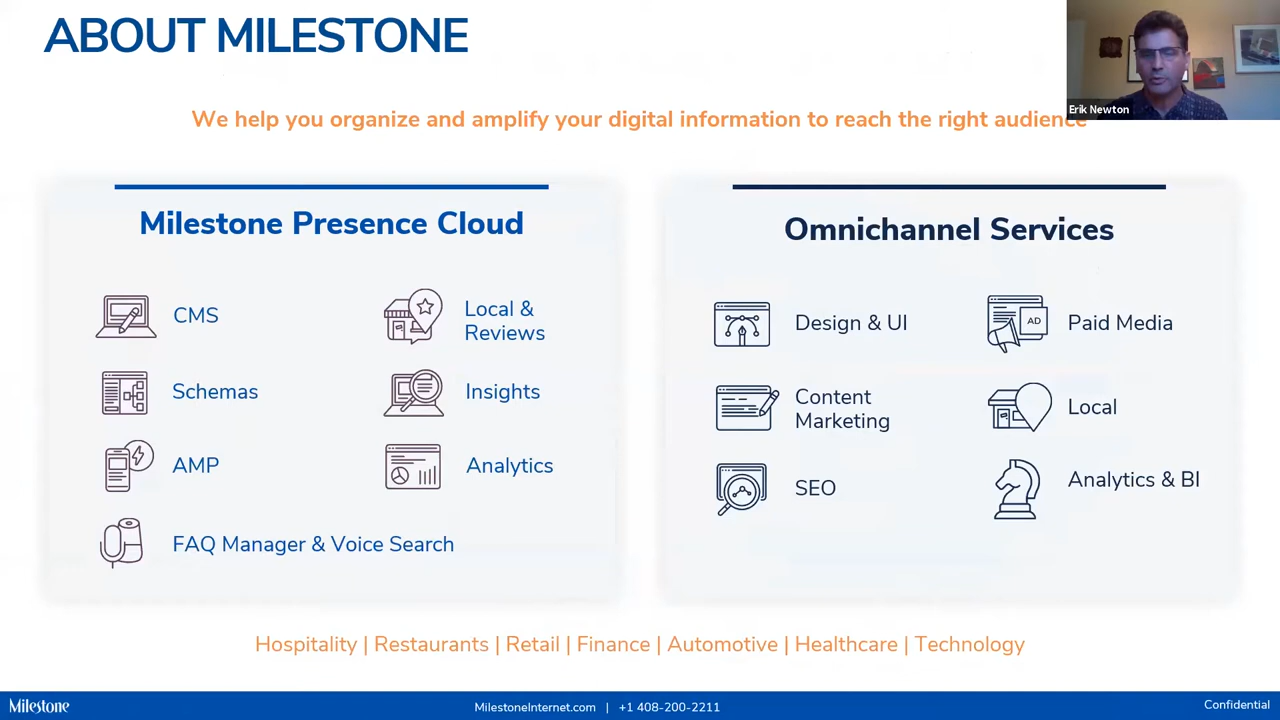 ABOUT MILESTONE
Erik Newton
We help you organize and amplify your digital information to reach the right audience
Milestone Presence Cloud
CMS
Local &
Reviews
Schemas
Insights
AMP
Analytics
FAQ Manager & Voice Search
Omnichannel Services
Design & UI
AD
Paid Media
Content
Marketing
Local
SEO
Analytics & BI
Hospitality | Restaurants | Retail | Finance | Automotive | Healthcare | Technology
Milestone
MilestoneInternet.com | +1 408-200-2211
Confidential